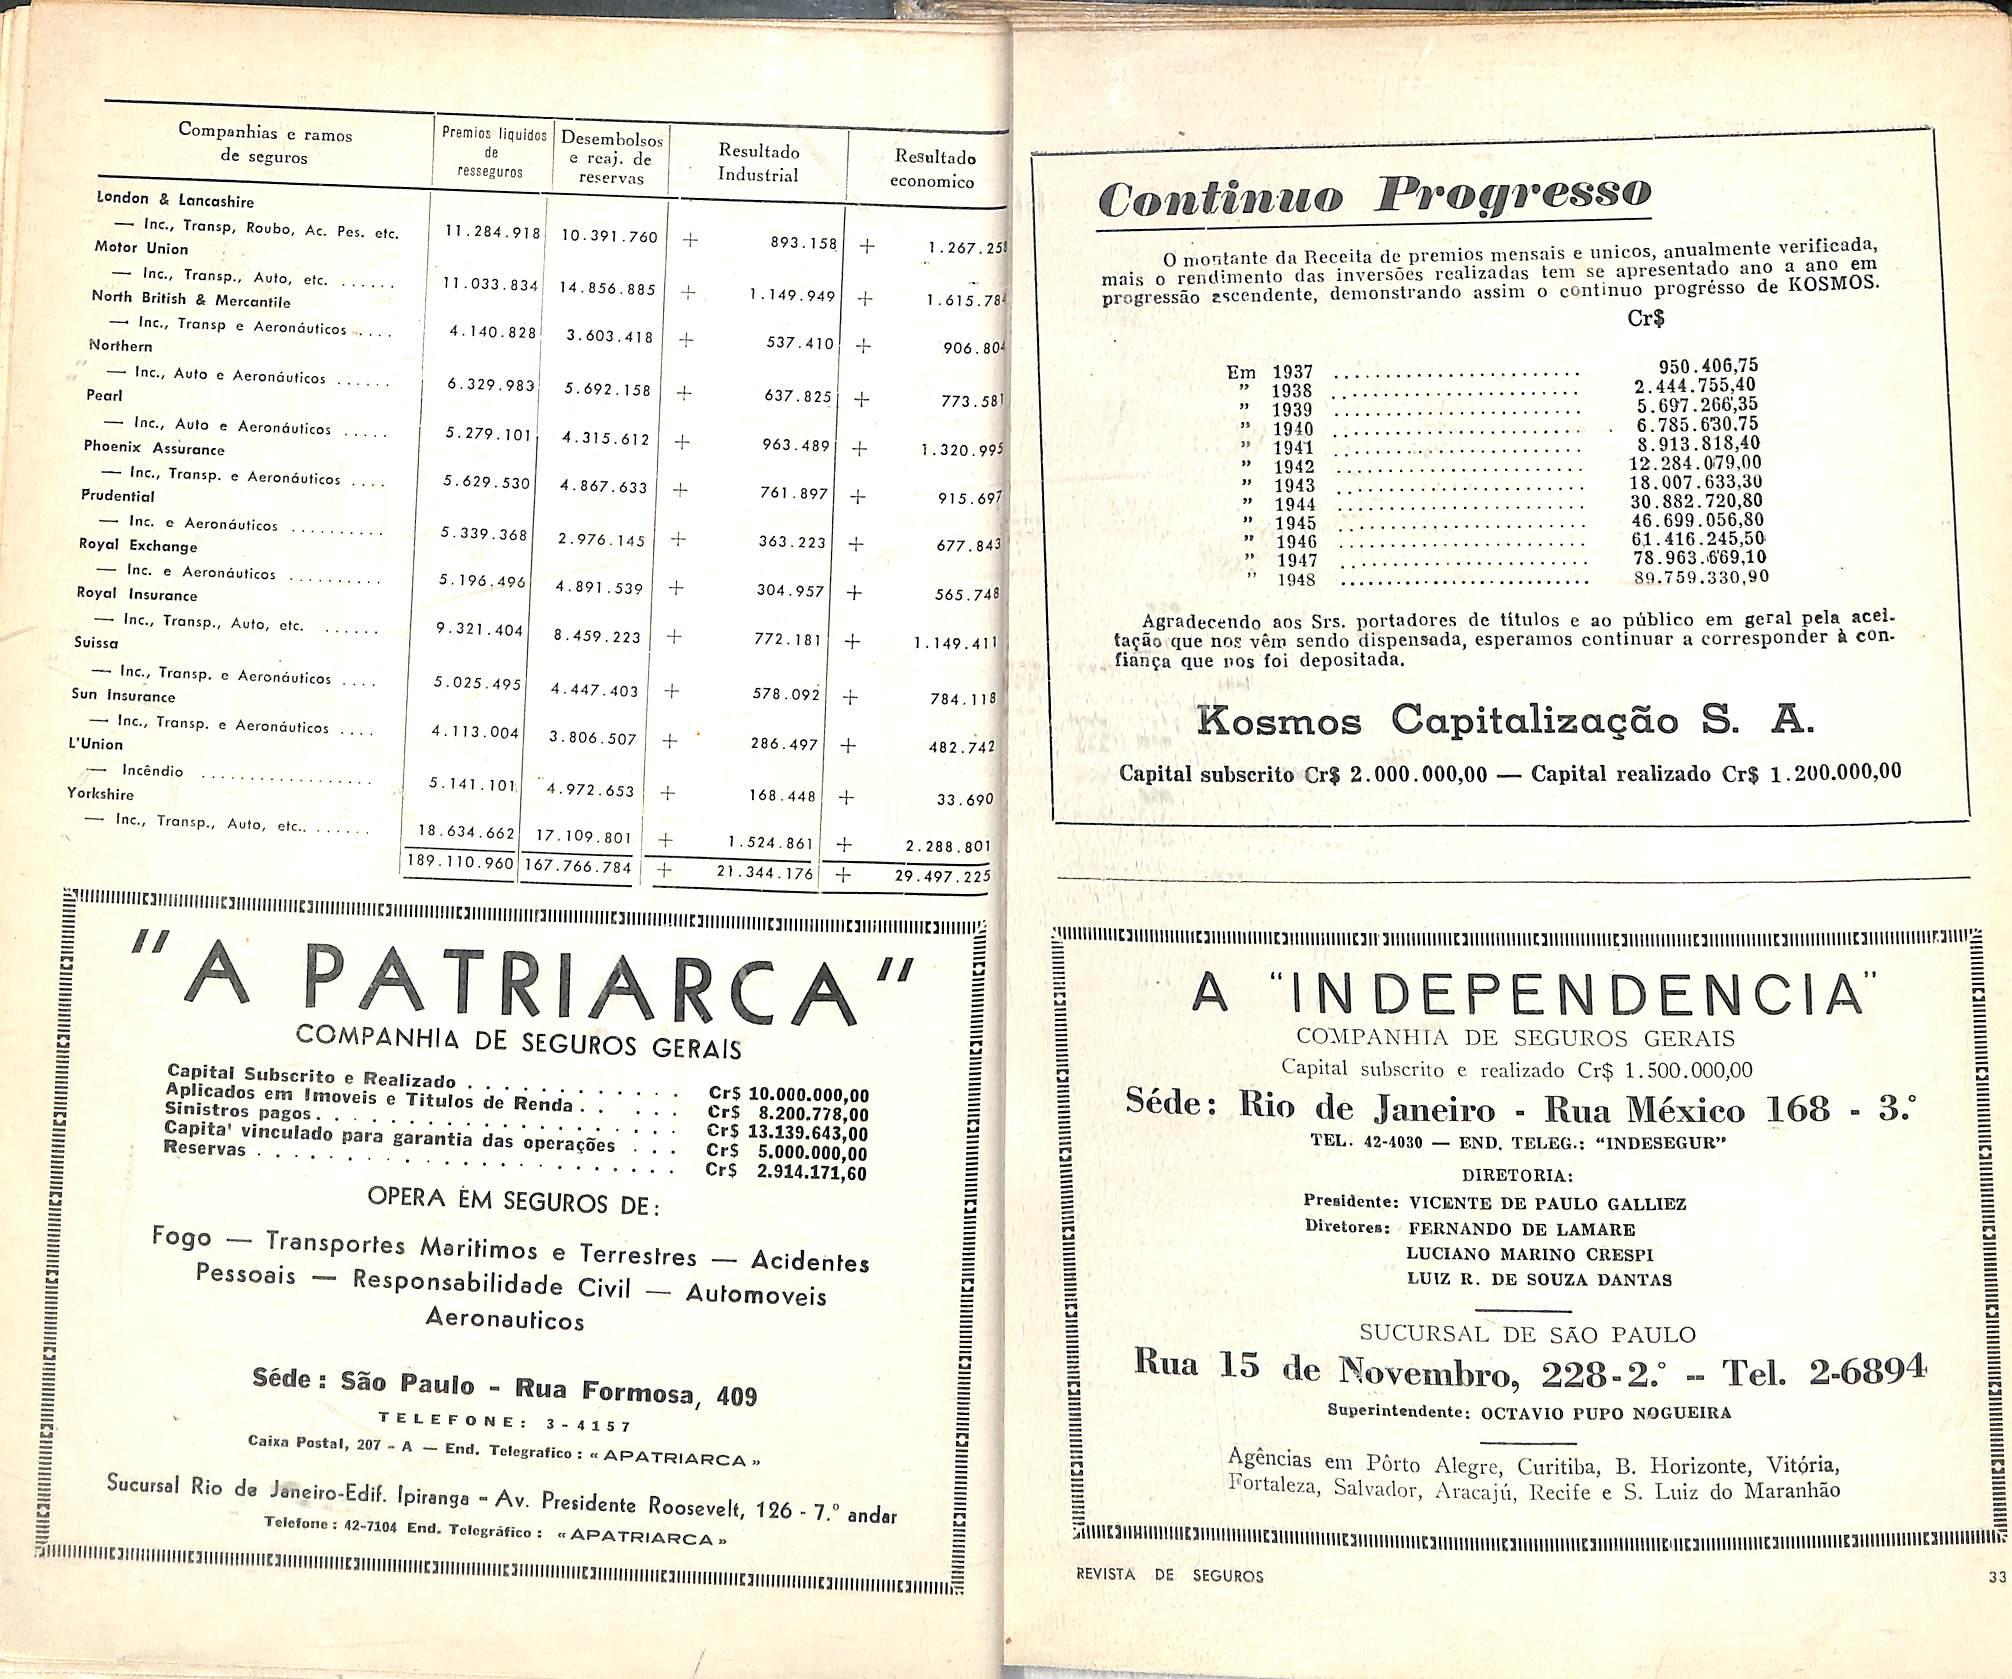 Companhias e ramos de seguros | Premios liquidos de resseguros | Desembolsos e reaj. de reservas | Resultado Industrial | Resultado economico
London & Lancashire
— Inc., Transp, Roubo, Ac. Pes. etc. 11.284.918 10.391.760 + 893.158 + 1.267.258
Motor Union
— Inc., Transp., Auto, etc. ...... 11.033.834 14.856.885 + 1.149.949 + 1.615.784
North British & Mercantile
— Inc., Transp e Aeronáuticos .... 4.140.828 3.603.418 + 537.410 + 906.804
Northern
— Inc., Auto e Aeronáuticos ...... 6.329.983 5.692.158 + 637.825 + 773.581
Pearl
— Inc., Auto e Aeronáuticos ..... 5.279.101 4.315.612 + 963.489 + 1.320.995
Phoenix Assurance
— Inc., Transp. e Aeronáuticos .... 5.629.530 4.867.633 + 761.897 + 915.697
Prudential
— Inc. e Aeronáuticos .......... 5.339.368 2.976.145 + 363.223 + 677.843
Royal Exchange
— Inc. e Aeronáuticos .......... 5.196.496 4.891.539 + 304.957 + 565.748
Royal Insurance
— Inc., Transp., Auto, etc. ...... 9.321.404 8.459.223 + 772.181 + 1.149.411
Suissa
— Inc., Transp. e Aeronáuticos .... 5.025.495 4.447.403 + 578.092 + 784.118
Sun Insurance
— Inc., Transp. e Aeronáuticos .... 4.113.004 3.806.507 + 286.497 + 482.742
L'Union
— Incêndio .................. 5.141.101 4.972.653 + 168.448 + 33.690
Yorkshire
— Inc., Transp., Auto, etc. ....... 18.634.662 17.109.801 + 1.524.861 + 2.288.801
189.110.960 167.766.784 + 21.344.176 + 29.497.225
"A PATRIARCA"
COMPANHIA DE SEGUROS GERAIS
Capital Subscrito e Realizado . . . . . . . . . . . . Cr$ 10.000.000,00
Aplicados em Imoveis e Titulos de Renda . . . . . Cr$ 8.200.778,00
Sinistros pagos . . . . . . . . . . . . . . . . Cr$ 13.139.643,00
Capita' vinculado para garantia das operações . . . Cr$ 5.000.000,00
Reservas . . . . . . . . . . . . . . . . . . . . Cr$ 2.914.171,60
OPERA EM SEGUROS DE:
Fogo — Transportes Maritimos e Terrestres — Acidentes
Pessoais — Responsabilidade Civil — Automoveis
Aeronauticos
Séde: São Paulo - Rua Formosa, 409
TELEFONE: 3-4157
Caixa Postal, 207 - A — End. Telegrafico: «APATRIARCA»
Sucursal Rio de Janeiro-Edif. Ipiranga - Av. Presidente Roosevelt, 126 - 7.º andar
Telefone: 42-7104 End. Telegráfico: «APATRIARCA»
Continuo Progresso
O montante da Receita de premios mensais e unicos, anualmente verificada,
mais o rendimento das inversões realizadas tem se apresentado ano a ano em
progressão ascendente, demonstrando assim o continuo progrésso de KOSMOS.
Cr$
Em 1937 ........................ 950.406,75
” 1938 ........................ 2.444.755,40
” 1939 ........................ 5.697.266,35
” 1940 ........................ 6.785.630,75
” 1941 ........................ 8.913.818,40
” 1942 ........................ 12.284.079,00
” 1943 ........................ 18.007.633,30
” 1944 ........................ 30.882.720,80
” 1945 ........................ 46.699.056,80
” 1946 ........................ 61.416.245,50
” 1947 ........................ 78.963.669,10
” 1948 ........................ 89.759.330,90
Agradecendo aos Srs. portadores de títulos e ao público em geral pela acei-
tação que nos vêm sendo dispensada, esperamos continuar a corresponder à con-
fiança que nos foi depositada.
Kosmos Capitalização S. A.
Capital subscrito Cr$ 2.000.000,00 — Capital realizado Cr$ 1.200.000,00
A “INDEPENDENCIA”
COMPANHIA DE SEGUROS GERAIS
Capital subscrito e realizado Cr$ 1.500.000,00
Séde: Rio de Janeiro - Rua México 168 - 3.º
TEL. 42-4030 — END. TELEG.: “INDESEGUR”
DIRETORIA:
Presidente: VICENTE DE PAULO GALLIEZ
Diretores: FERNANDO DE LAMARE
LUCIANO MARINO CRESPI
LUIZ R. DE SOUZA DANTAS
SUCURSAL DE SÃO PAULO
Rua 15 de Novembro, 228-2.º -- Tel. 2-6894
Superintendente: OCTAVIO PUPO NOGUEIRA
Agências em Pôrto Alegre, Curitiba, B. Horizonte, Vitória,
Fortaleza, Salvador, Aracajú, Recife e S. Luiz do Maranhão
REVISTA DE SEGUROS 33